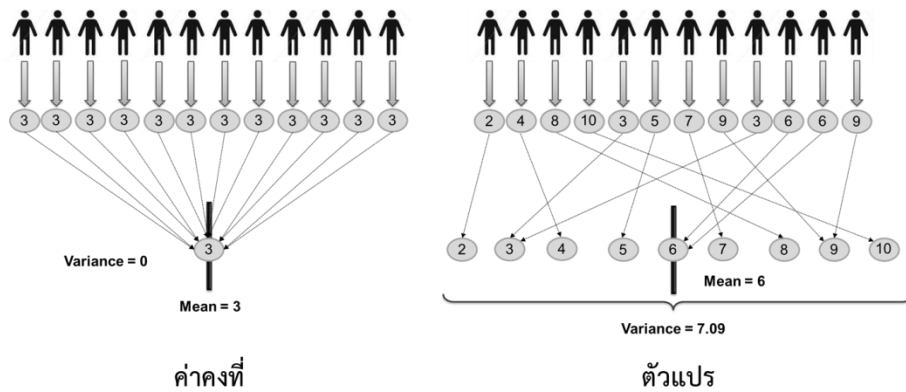 3 3 3 3 3 3 3 3 3 3 3 3
2 4 8 10 3 5 7 9 3 6 6 9
3
2 3 4 5 6 7 8 9 10
Variance = 0
Mean = 3
Mean = 6
Variance = 7.09
ค่าคงที่
ตัวแปร